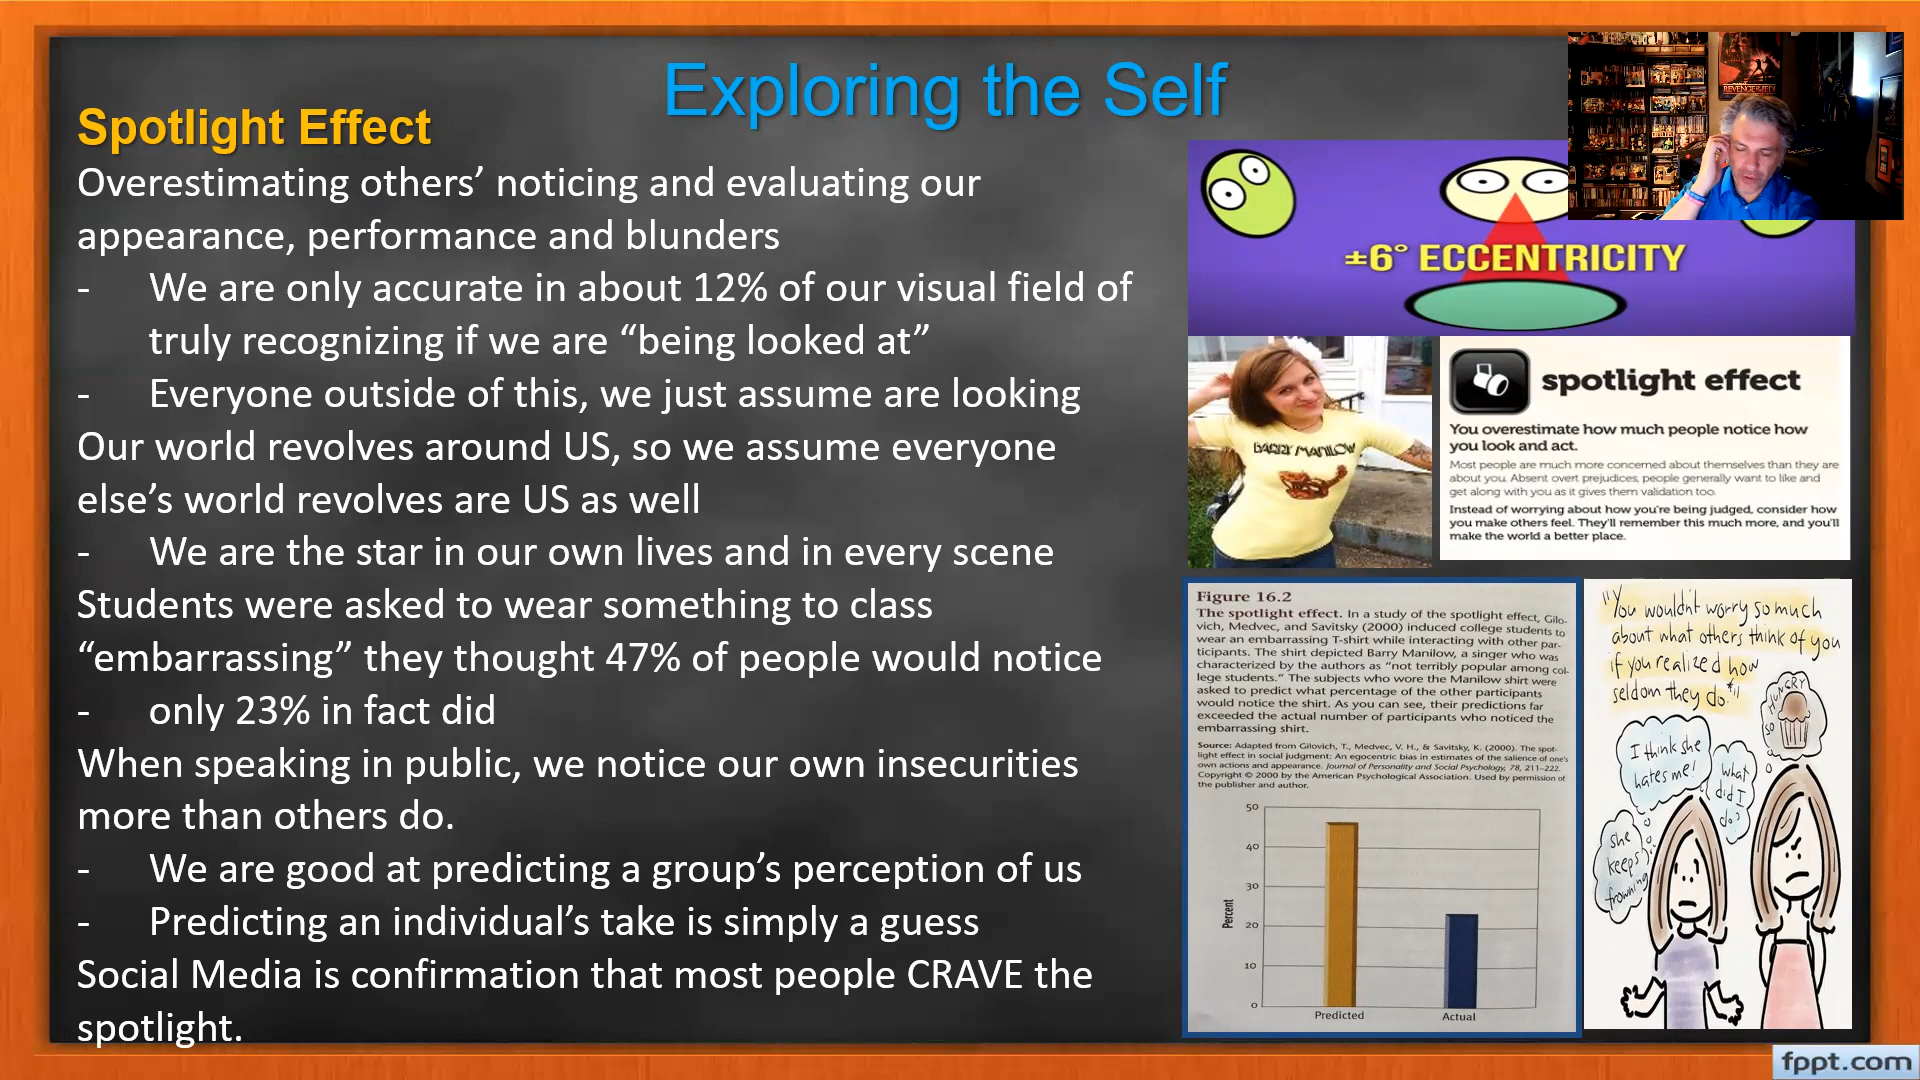 Exploring the Self
Spotlight Effect
Overestimating others’ noticing and evaluating our
appearance, performance and blunders
- We are only accurate in about 12% of our visual field of
truly recognizing if we are “being looked at”
- Everyone outside of this, we just assume are looking
Our world revolves around US, so we assume everyone
else’s world revolves are US as well
- We are the star in our own lives and in every scene
Students were asked to wear something to class
“embarrassing” they thought 47% of people would notice
- only 23% in fact did
When speaking in public, we notice our own insecurities
more than others do.
- We are good at predicting a group’s perception of us
- Predicting an individual’s take is simply a guess
Social Media is confirmation that most people CRAVE the
spotlight.
REVENGE OF THE JEDI
±6° ECCENTRICITY
BARRY MANILOW
spotlight effect
You overestimate how much people notice how
you look and act.
Most people are much more concerned about themselves than they are
about you. Absent overt prejudices, people generally want to like and
get along with you as it gives them validation too.
Instead of worrying about how you're being judged, consider how
you make others feel. They'll remember this much more, and you'll
make the world a better place.
Figure 16.2
The spotlight effect. In a study of the spotlight effect, Gilo-
vich, Medvec, and Savitsky (2000) induced college students to
wear an embarrassing T-shirt while interacting with other par-
ticipants. The shirt depicted Barry Manilow, a singer who was
characterized by the authors as “not terribly popular among col-
lege students.” The subjects who wore the Manilow shirt were
asked to predict what percentage of the other participants
would notice the shirt. As you can see, their predictions far
exceeded the actual number of participants who noticed the
embarrassing shirt.
Source: Adapted from Gilovich, T., Medvec, V. H., & Savitsky, K. (2000). The spot-
light effect in social judgment: An egocentric bias in estimates of the salience of one's
own actions and appearance. Journal of Personality and Social Psychology, 78, 211–222.
Copyright © 2000 by the American Psychological Association. Used by permission of
the publisher and author.
50
40
30
20
10
0
Percent
Predicted
Actual
"You wouldn't worry so much
about what others think of you
if you realized how
seldom they do."
SO HUNGRY
I think she
hates me!
what
did I
do?
she
keeps
frowning
fppt.com